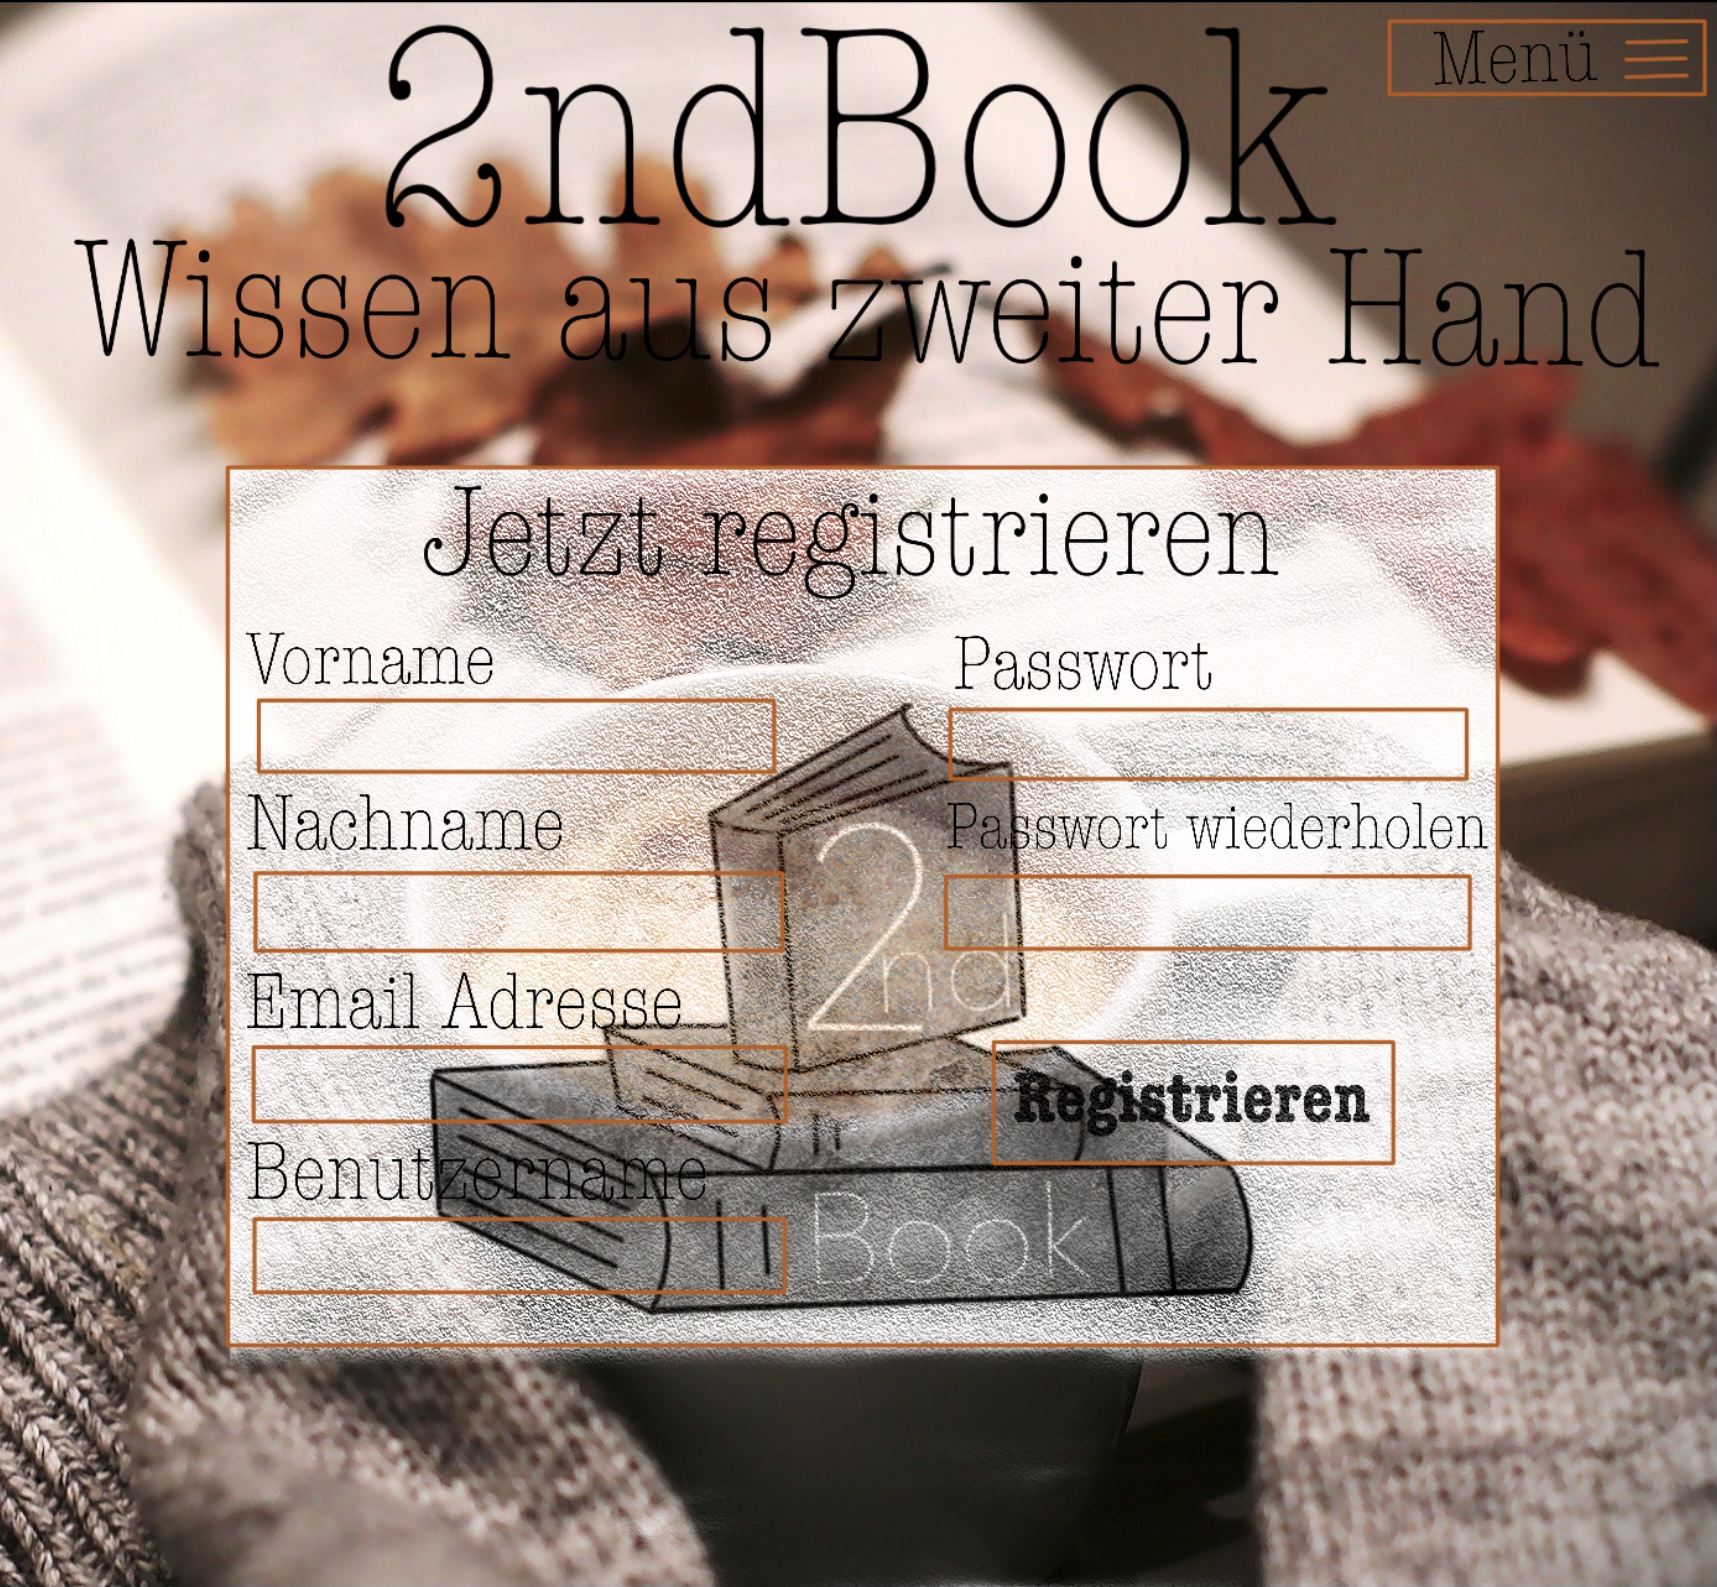 Menü
2ndBook
Wissen aus zweiter Hand
Jetzt registrieren
Vorname
Nachname
Email Adresse
Benutzername
Passwort
Passwort wiederholen
Registrieren
2nd
Book